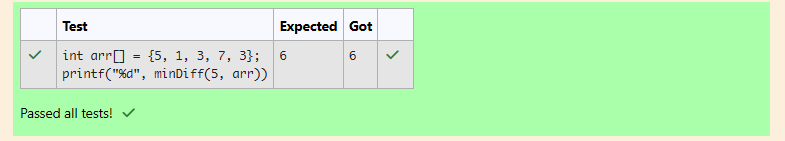 Test Expected Got
int arr[] = {5, 1, 3, 7, 3}; 6 6
printf("%d", minDiff(5, arr))
Passed all tests!